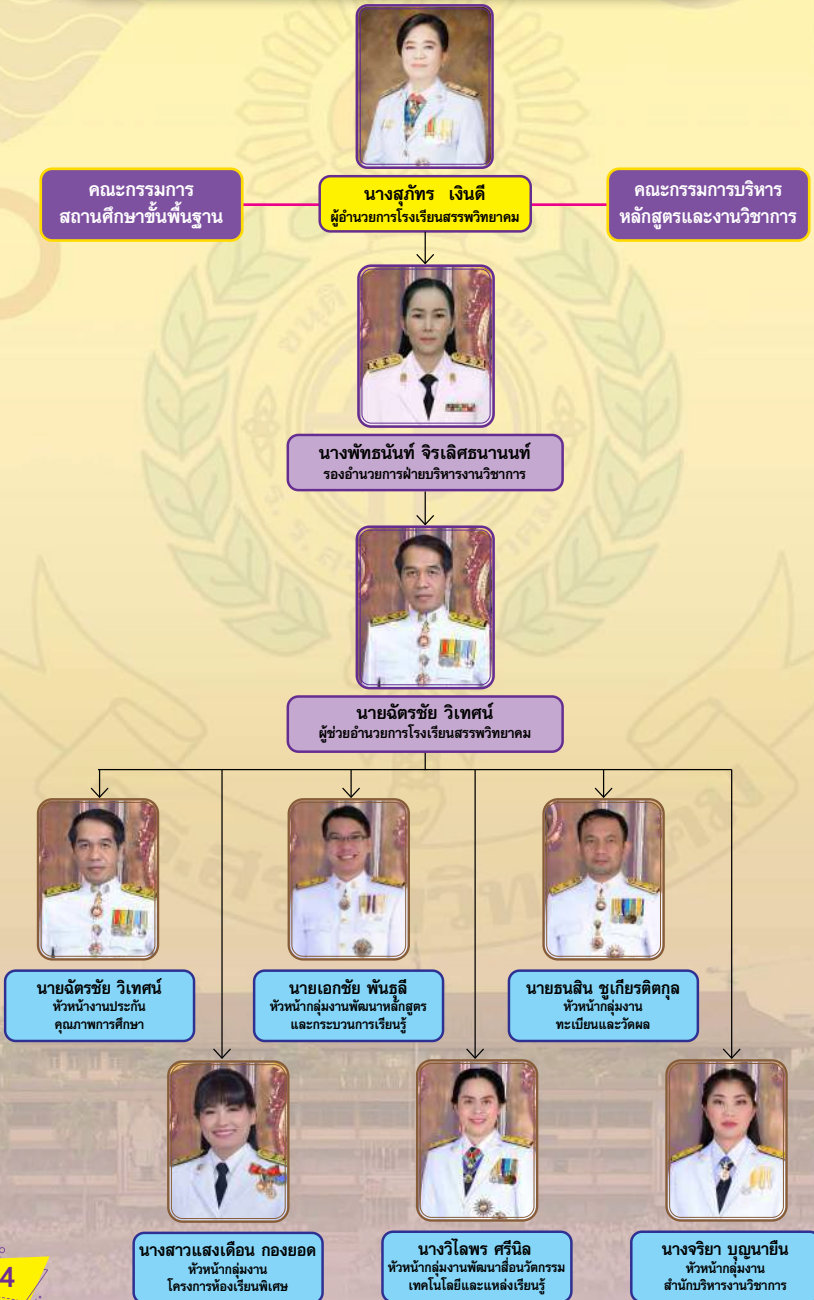 คณะกรรมการ
สถานศึกษาขั้นพื้นฐาน
นางสุภัทร เงินดี
ผู้อำนวยการโรงเรียนสรรพวิทยาคม
คณะกรรมการบริหาร
หลักสูตรและงานวิชาการ
นางพัทธนันท์ จิรเลิศธนานนท์
รองอำนวยการฝ่ายบริหารงานวิชาการ
นายฉัตรชัย วิเทศน์
ผู้ช่วยอำนวยการโรงเรียนสรรพวิทยาคม
นายฉัตรชัย วิเทศน์
หัวหน้างานประกัน
คุณภาพการศึกษา
นายเอกชัย พันธุลี
หัวหน้ากลุ่มงานพัฒนาหลักสูตร
และกระบวนการเรียนรู้
นายธนสิน ชูเกียรติตกุล
หัวหน้ากลุ่มงาน
ทะเบียนและวัดผล
นางสาวแสงเดือน กองยอด
หัวหน้ากลุ่มงาน
โครงการห้องเรียนพิเศษ
นางวิไลพร ศรีนิล
หัวหน้ากลุ่มงานพัฒนาสื่อนวัตกรรม
เทคโนโลยีและแหล่งเรียนรู้
นางจริยา บุญนายืน
หัวหน้ากลุ่มงาน
สำนักบริหารงานวิชาการ
4